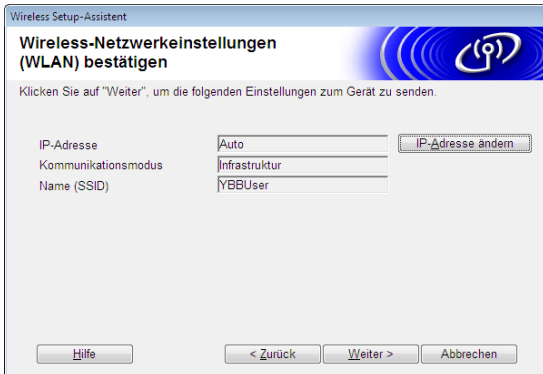 Wireless Setup-Assistent
Wireless-Netzwerkeinstellungen
(WLAN) bestätigen
Klicken Sie auf "Weiter", um die folgenden Einstellungen zum Gerät zu senden.
IP-Adresse Auto IP-Adresse ändern
Kommunikationsmodus Infrastruktur
Name (SSID) YBBUser
Hilfe < Zurück Weiter > Abbrechen